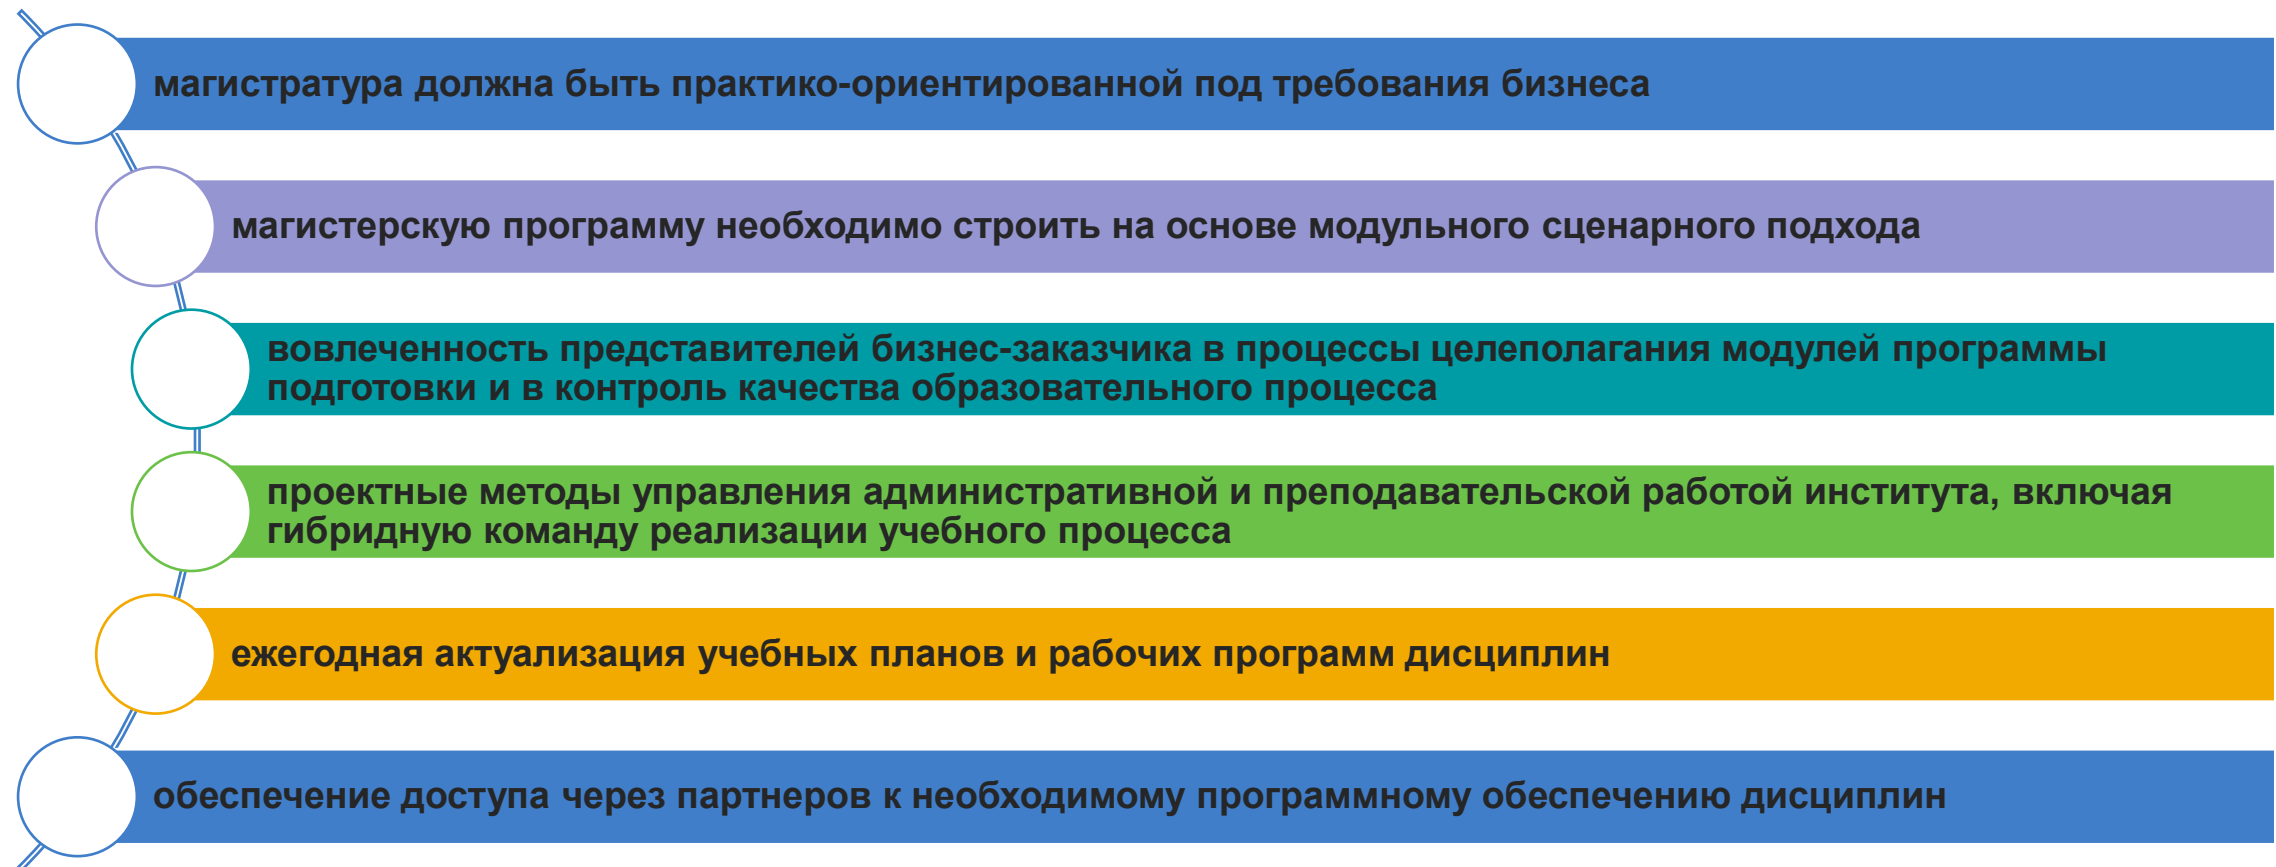 магистратура должна быть практико-ориентированной под требования бизнеса
магистерскую программу необходимо строить на основе модульного сценарного подхода
вовлеченность представителей бизнес-заказчика в процессы целеполагания модулей программы
подготовки и в контроль качества образовательного процесса
проектные методы управления административной и преподавательской работой института, включая
гибридную команду реализации учебного процесса
ежегодная актуализация учебных планов и рабочих программ дисциплин
обеспечение доступа через партнеров к необходимому программному обеспечению дисциплин